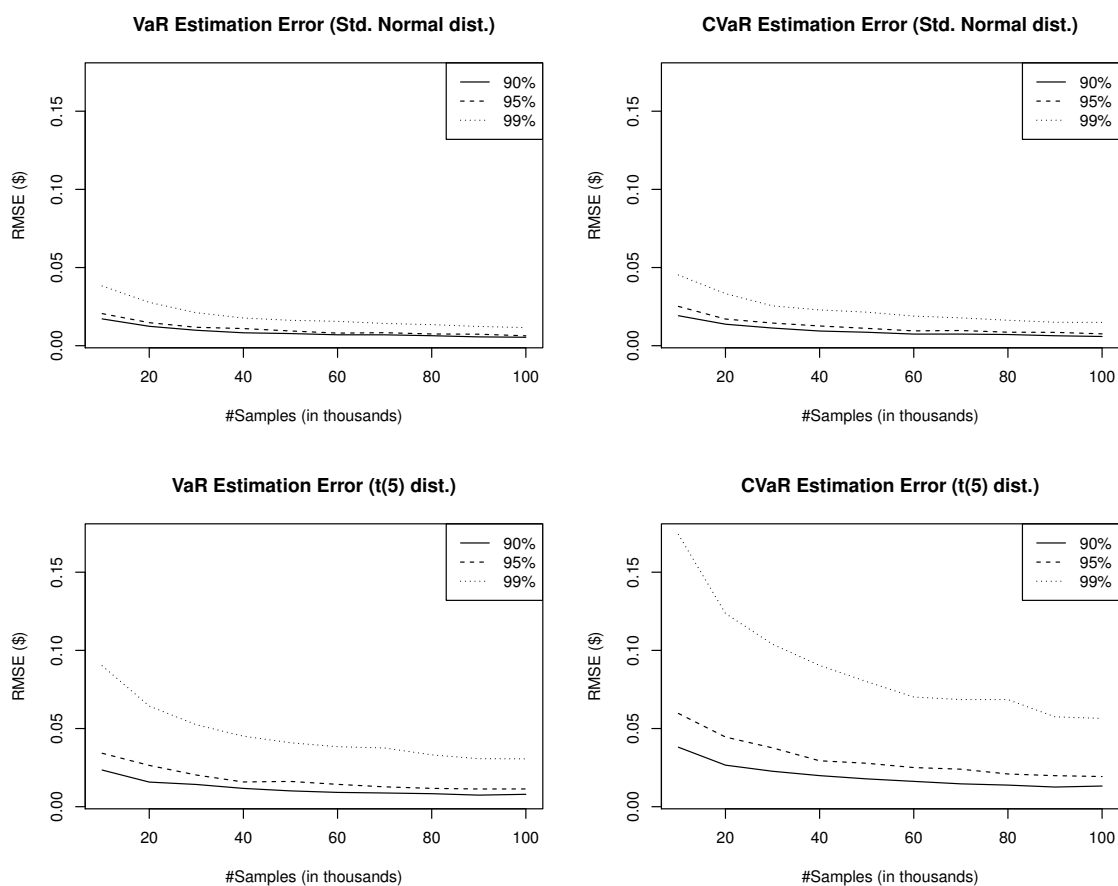 VaR Estimation Error (Std. Normal dist.)
RMSE ($)
0.15
0.10
0.05
0.00
90%
95%
99%
20 40 60 80 100
#Samples (in thousands)
CVaR Estimation Error (Std. Normal dist.)
RMSE ($)
0.15
0.10
0.05
0.00
90%
95%
99%
20 40 60 80 100
#Samples (in thousands)
VaR Estimation Error (t(5) dist.)
RMSE ($)
0.15
0.10
0.05
0.00
90%
95%
99%
20 40 60 80 100
#Samples (in thousands)
CVaR Estimation Error (t(5) dist.)
RMSE ($)
0.15
0.10
0.05
0.00
90%
95%
99%
20 40 60 80 100
#Samples (in thousands)